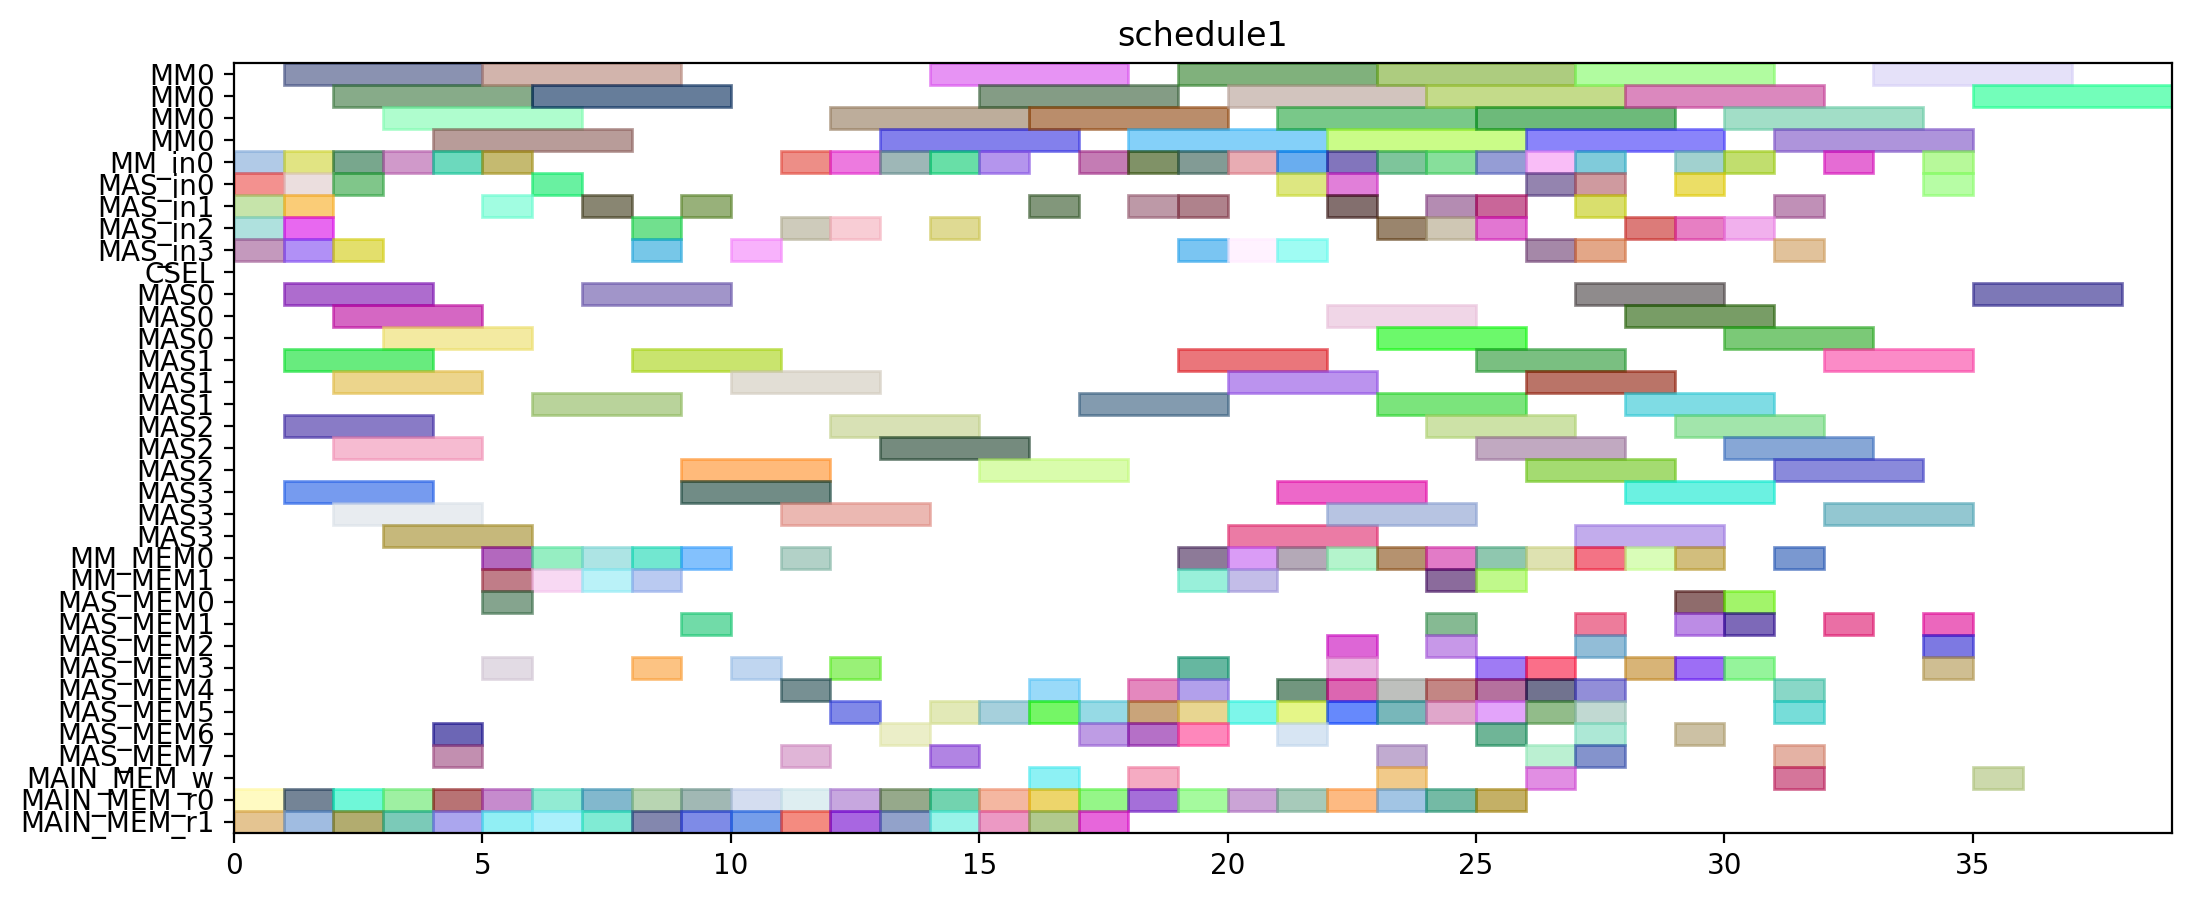 schedule1
MM0
MM0
MM0
MM0
MM_in0
MAS_in0
MAS_in1
MAS_in2
MAS_in3
CSEL
MAS0
MAS0
MAS0
MAS1
MAS1
MAS1
MAS2
MAS2
MAS2
MAS3
MAS3
MAS3
MM_MEM0
MM_MEM1
MAS_MEM0
MAS_MEM1
MAS_MEM2
MAS_MEM3
MAS_MEM4
MAS_MEM5
MAS_MEM6
MAS_MEM7
MAIN_MEM_w
MAIN_MEM_r0
MAIN_MEM_r1
0 5 10 15 20 25 30 35